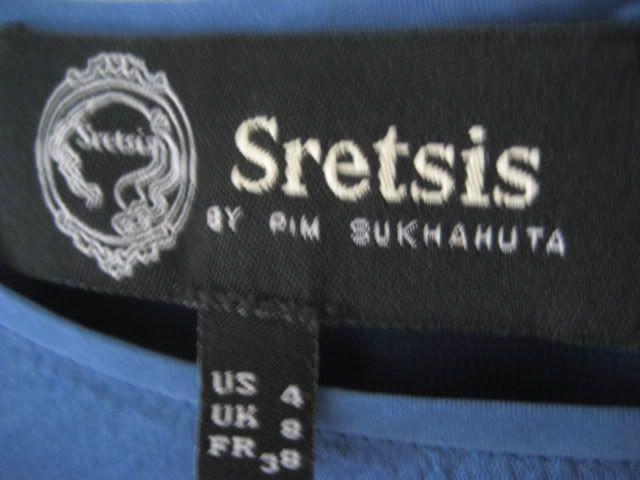 Sretsis
Sretsis
BY PIM SUKHAHUTA
US 4
UK 8
FR 38